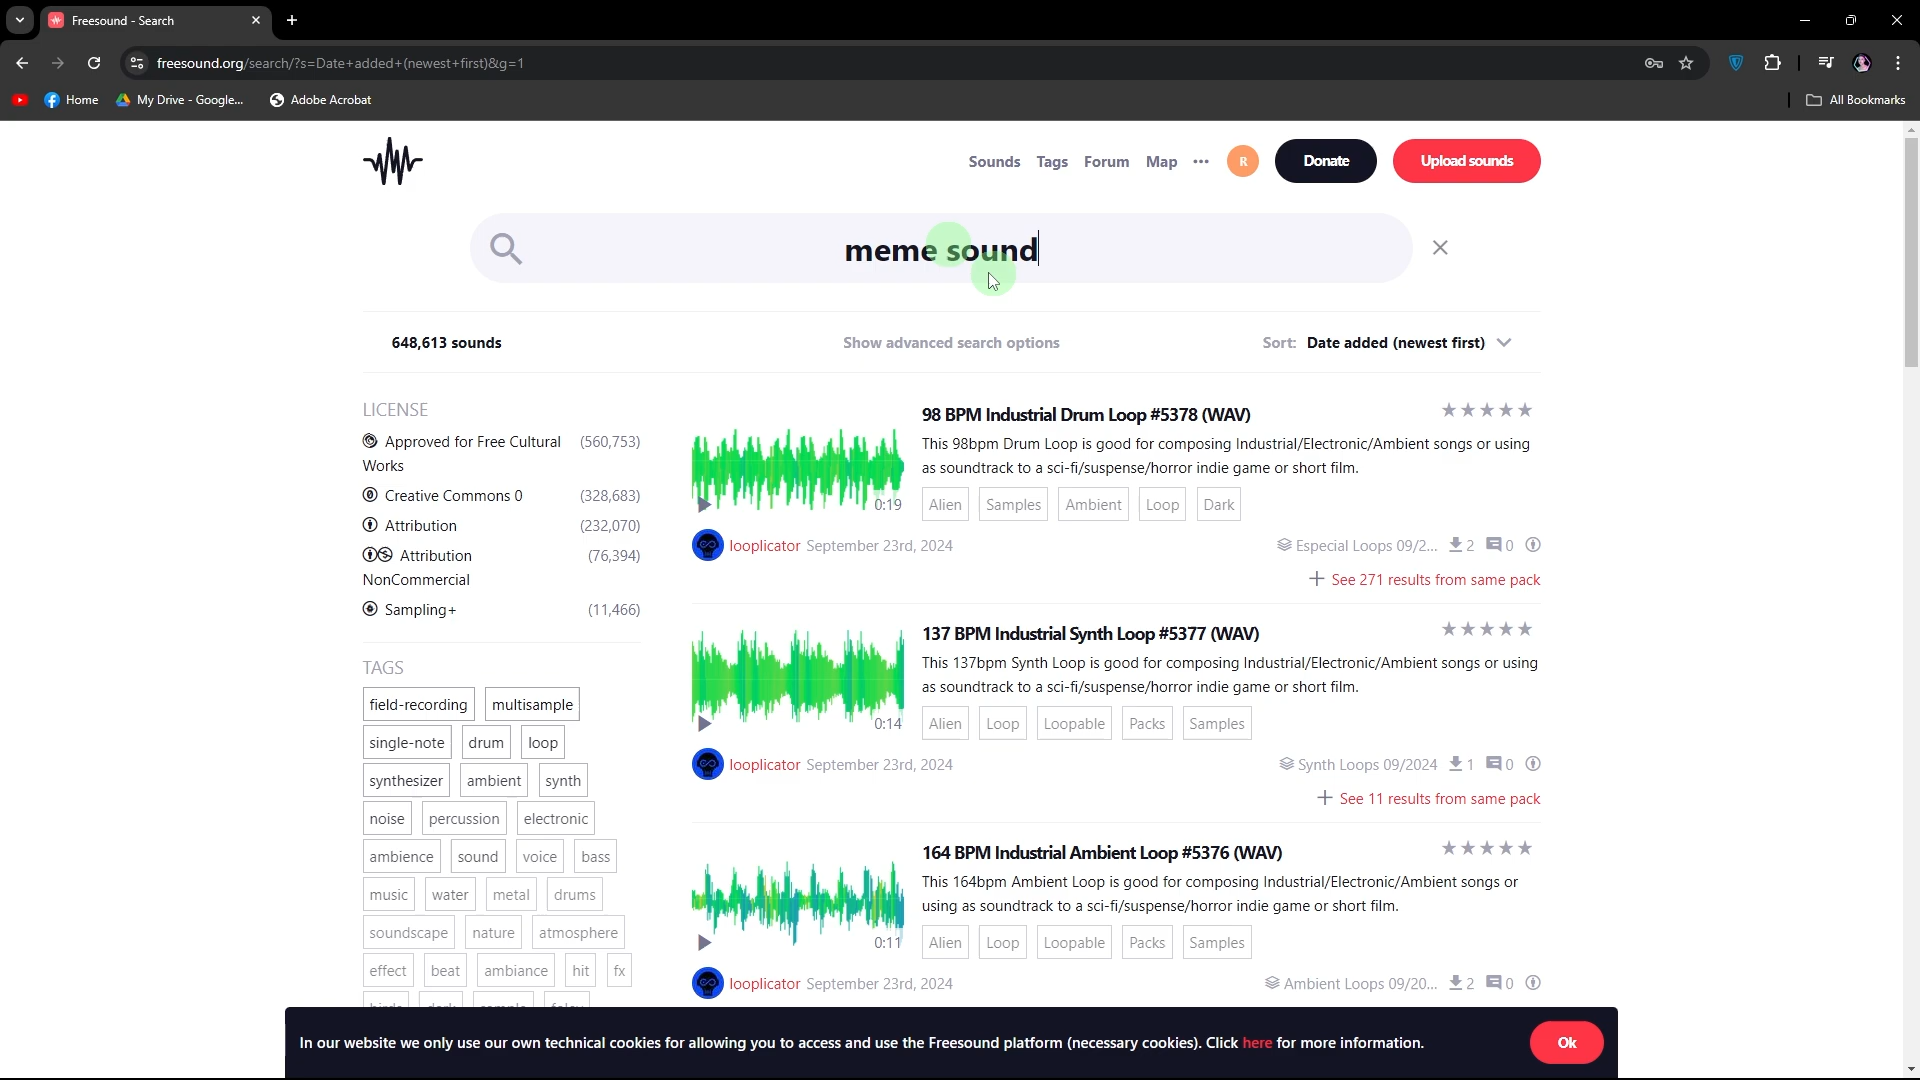 Freesound - Search
freesound.org/search/?s=Date+added+(newest+first)&g=1
Home
My Drive - Google...
Adobe Acrobat
All Bookmarks
Sounds
Tags
Forum
Map
R
Donate
Upload sounds
meme sound
648,613 sounds
Show advanced search options
Sort: Date added (newest first)
LICENSE
Approved for Free Cultural
Works
(560,753)
Creative Commons 0 (328,683)
Attribution (232,070)
Attribution
NonCommercial
(76,394)
Sampling+ (11,466)
TAGS
field-recording multisample
single-note drum loop
synthesizer ambient synth
noise percussion electronic
ambience sound voice bass
music water metal drums
soundscape nature atmosphere
effect beat ambiance hit fx
98 BPM Industrial Drum Loop #5378 (WAV)
This 98bpm Drum Loop is good for composing Industrial/Electronic/Ambient songs or using
as soundtrack to a sci-fi/suspense/horror indie game or short film.
0:19
Alien Samples Ambient Loop Dark
looplicator September 23rd, 2024
Especial Loops 09/2... 2 0
+ See 271 results from same pack
137 BPM Industrial Synth Loop #5377 (WAV)
This 137bpm Synth Loop is good for composing Industrial/Electronic/Ambient songs or using
as soundtrack to a sci-fi/suspense/horror indie game or short film.
0:14
Alien Loop Loopable Packs Samples
looplicator September 23rd, 2024
Synth Loops 09/2024 1 0
+ See 11 results from same pack
164 BPM Industrial Ambient Loop #5376 (WAV)
This 164bpm Ambient Loop is good for composing Industrial/Electronic/Ambient songs or
using as soundtrack to a sci-fi/suspense/horror indie game or short film.
0:11
Alien Loop Loopable Packs Samples
looplicator September 23rd, 2024
Ambient Loops 09/20... 2 0
In our website we only use our own technical cookies for allowing you to access and use the Freesound platform (necessary cookies). Click here for more information.
Ok